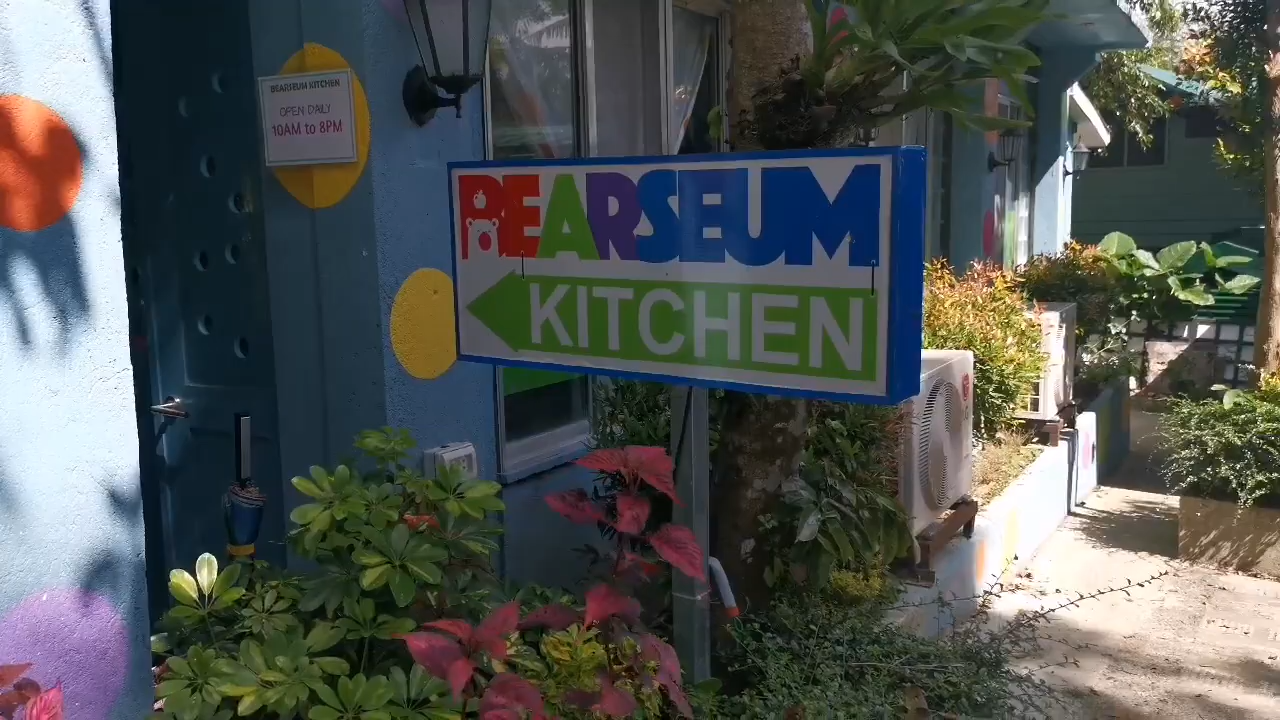 BEARSEUM KITCHEN
OPEN DAILY
10AM to 8PM
BEARSEUM
KITCHEN